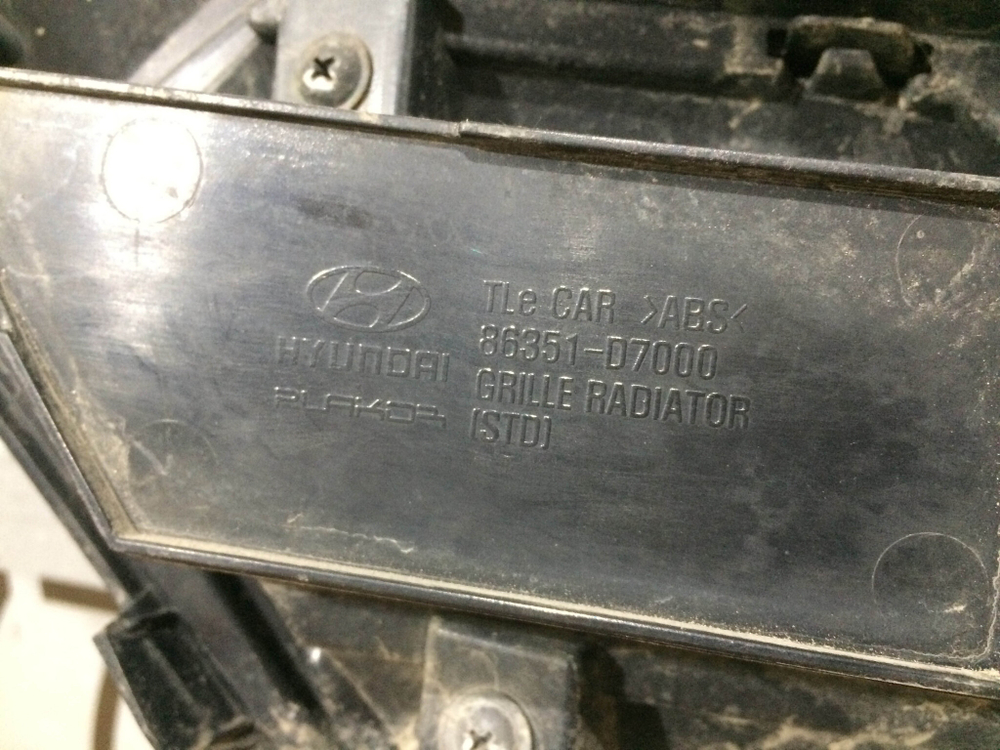 TLe CAR >ABS<
86351-D7000
HYUNDAI
GRILLE RADIATOR
PLAKOR
(STD)